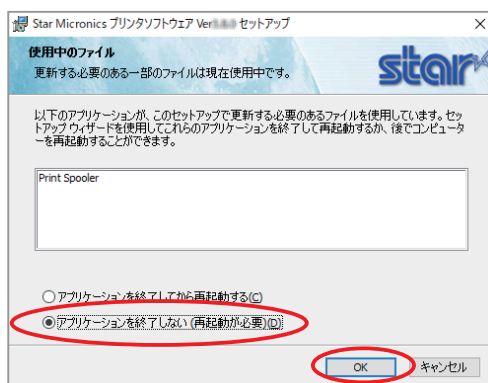 Star Micronics プリンタソフトウェア Ver セットアップ
使用中のファイル
更新する必要のある一部のファイルは現在使用中です。
star
以下のアプリケーションが、このセットアップで更新する必要のあるファイルを使用しています。セッ
トアップ ウィザードを使用してこれらのアプリケーションを終了して再起動するか、後でコンピュータ
ーを再起動することができます。
Print Spooler
アプリケーションを終了してから再起動する(C)
アプリケーションを終了しない (再起動が必要)(D)
OK キャンセル